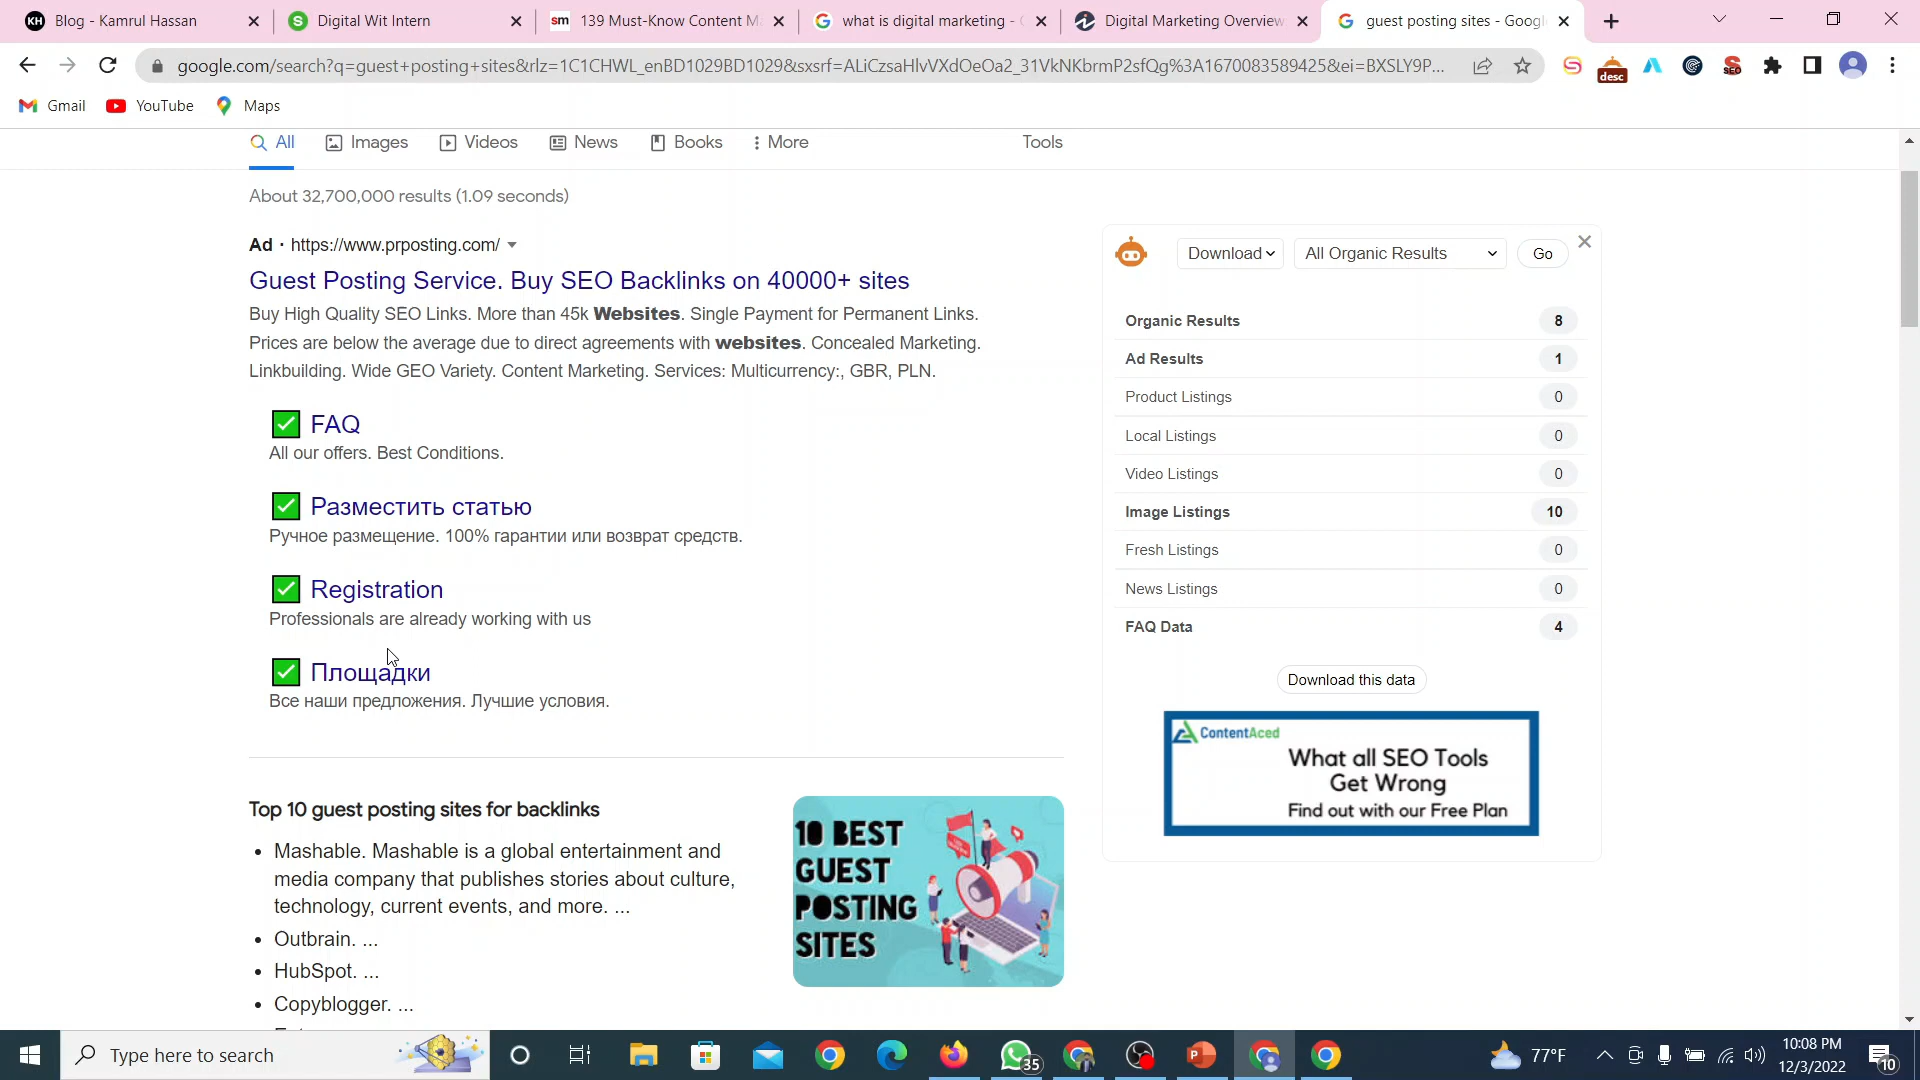 Blog - Kamrul Hassan
Digital Wit Intern
sm 139 Must-Know Content Ma
what is digital marketing -
Digital Marketing Overview
guest posting sites - Googl
google.com/search?q=guest+posting+sites&rlz=1C1CHWL_enBD1029BD1029&sxsrf=ALiCzsaHlvVXdOeOa2_31VkNKbrmP2sfQg%3A1670083589425&ei=BXSLY9P...
desc
SEO
Gmail
YouTube
Maps
All
Images
Videos
News
Books
More
Tools
About 32,700,000 results (1.09 seconds)
Ad · https://www.prposting.com/
Guest Posting Service. Buy SEO Backlinks on 40000+ sites
Buy High Quality SEO Links. More than 45k Websites. Single Payment for Permanent Links.
Prices are below the average due to direct agreements with websites. Concealed Marketing.
Linkbuilding. Wide GEO Variety. Content Marketing. Services: Multicurrency:, GBR, PLN.
✅ FAQ
All our offers. Best Conditions.
✅ Разместить статью
Ручное размещение. 100% гарантии или возврат средств.
✅ Registration
Professionals are already working with us
✅ Площадки
Все наши предложения. Лучшие условия.
Top 10 guest posting sites for backlinks
• Mashable. Mashable is a global entertainment and
media company that publishes stories about culture,
technology, current events, and more. ...
• Outbrain. ...
• HubSpot. ...
• Copyblogger. ...
10 BEST
GUEST
POSTING
SITES
Download
All Organic Results
Go
Organic Results 8
Ad Results 1
Product Listings 0
Local Listings 0
Video Listings 0
Image Listings 10
Fresh Listings 0
News Listings 0
FAQ Data 4
Download this data
ContentAced
What all SEO Tools
Get Wrong
Find out with our Free Plan
Type here to search
35
77°F
10:08 PM
12/3/2022
10